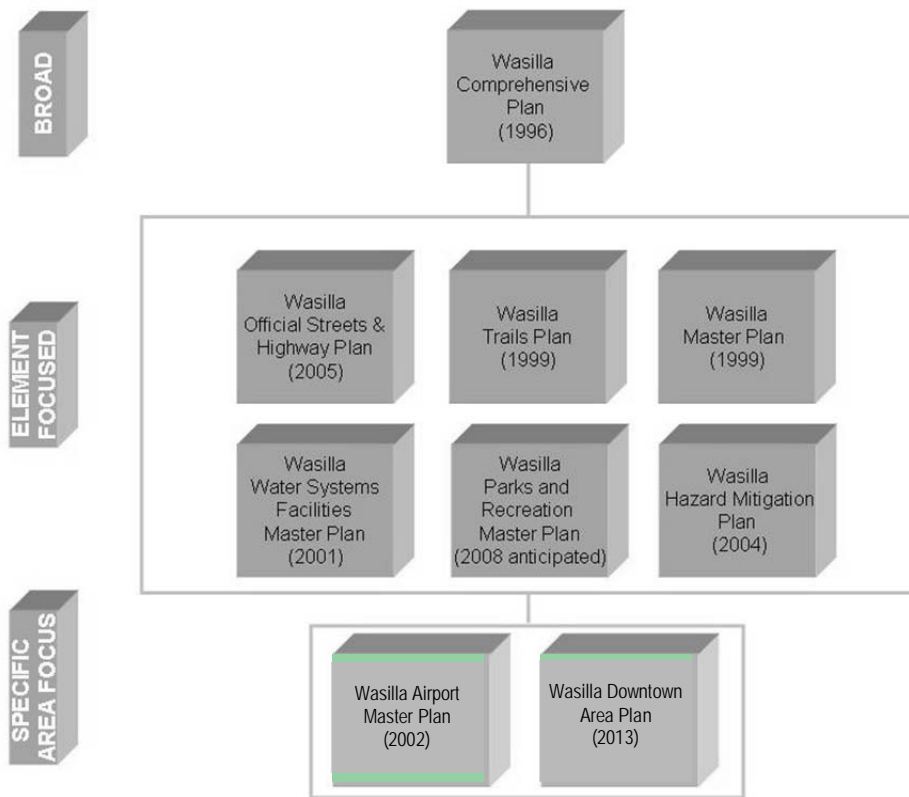 BROAD
Wasilla
Comprehensive
Plan
(1996)
ELEMENT
FOCUSED
Wasilla
Official Streets &
Highway Plan
(2005)
Wasilla
Trails Plan
(1999)
Wasilla
Master Plan
(1999)
Wasilla
Water Systems
Facilities
Master Plan
(2001)
Wasilla
Parks and
Recreation
Master Plan
(2008 anticipated)
Wasilla
Hazard Mitigation
Plan
(2004)
SPECIFIC
AREA FOCUS
Wasilla Airport
Master Plan
(2002)
Wasilla Downtown
Area Plan
(2013)